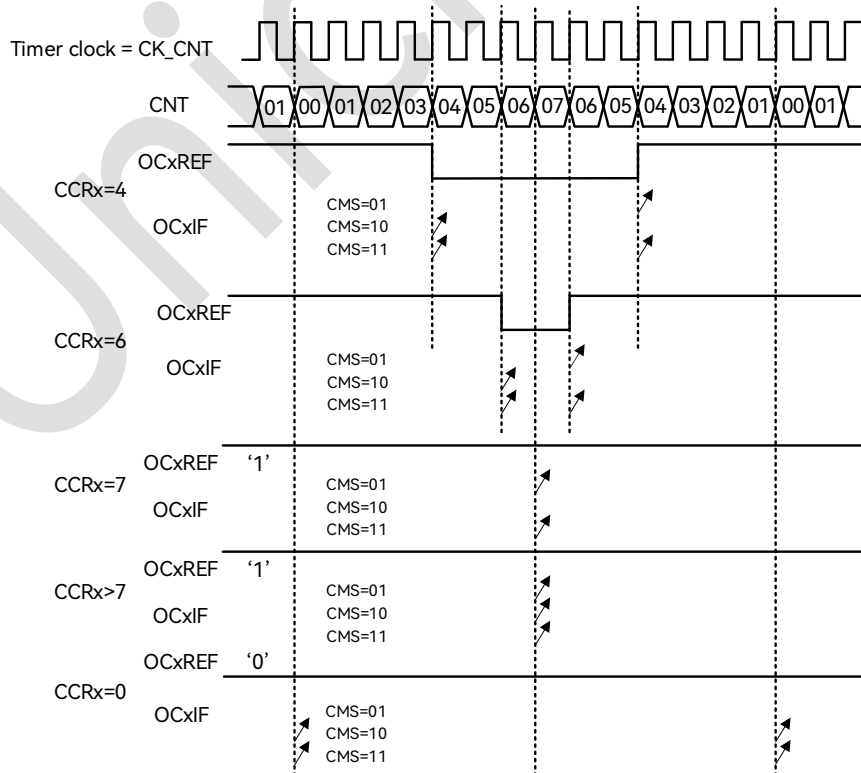 Timer clock = CK_CNT
CNT 01 00 01 02 03 04 05 06 07 06 05 04 03 02 01 00 01
OCxREF
CCRx=4
CMS=01
OCxIF CMS=10
CMS=11
OCxREF
CCRx=6
CMS=01
OCxIF CMS=10
CMS=11
OCxREF ‘1’
CCRx=7 CMS=01
OCxIF CMS=10
CMS=11
OCxREF ‘1’
CCRx>7 CMS=01
OCxIF CMS=10
CMS=11
OCxREF ‘0’
CCRx=0
OCxIF CMS=01
CMS=10
CMS=11
Unic